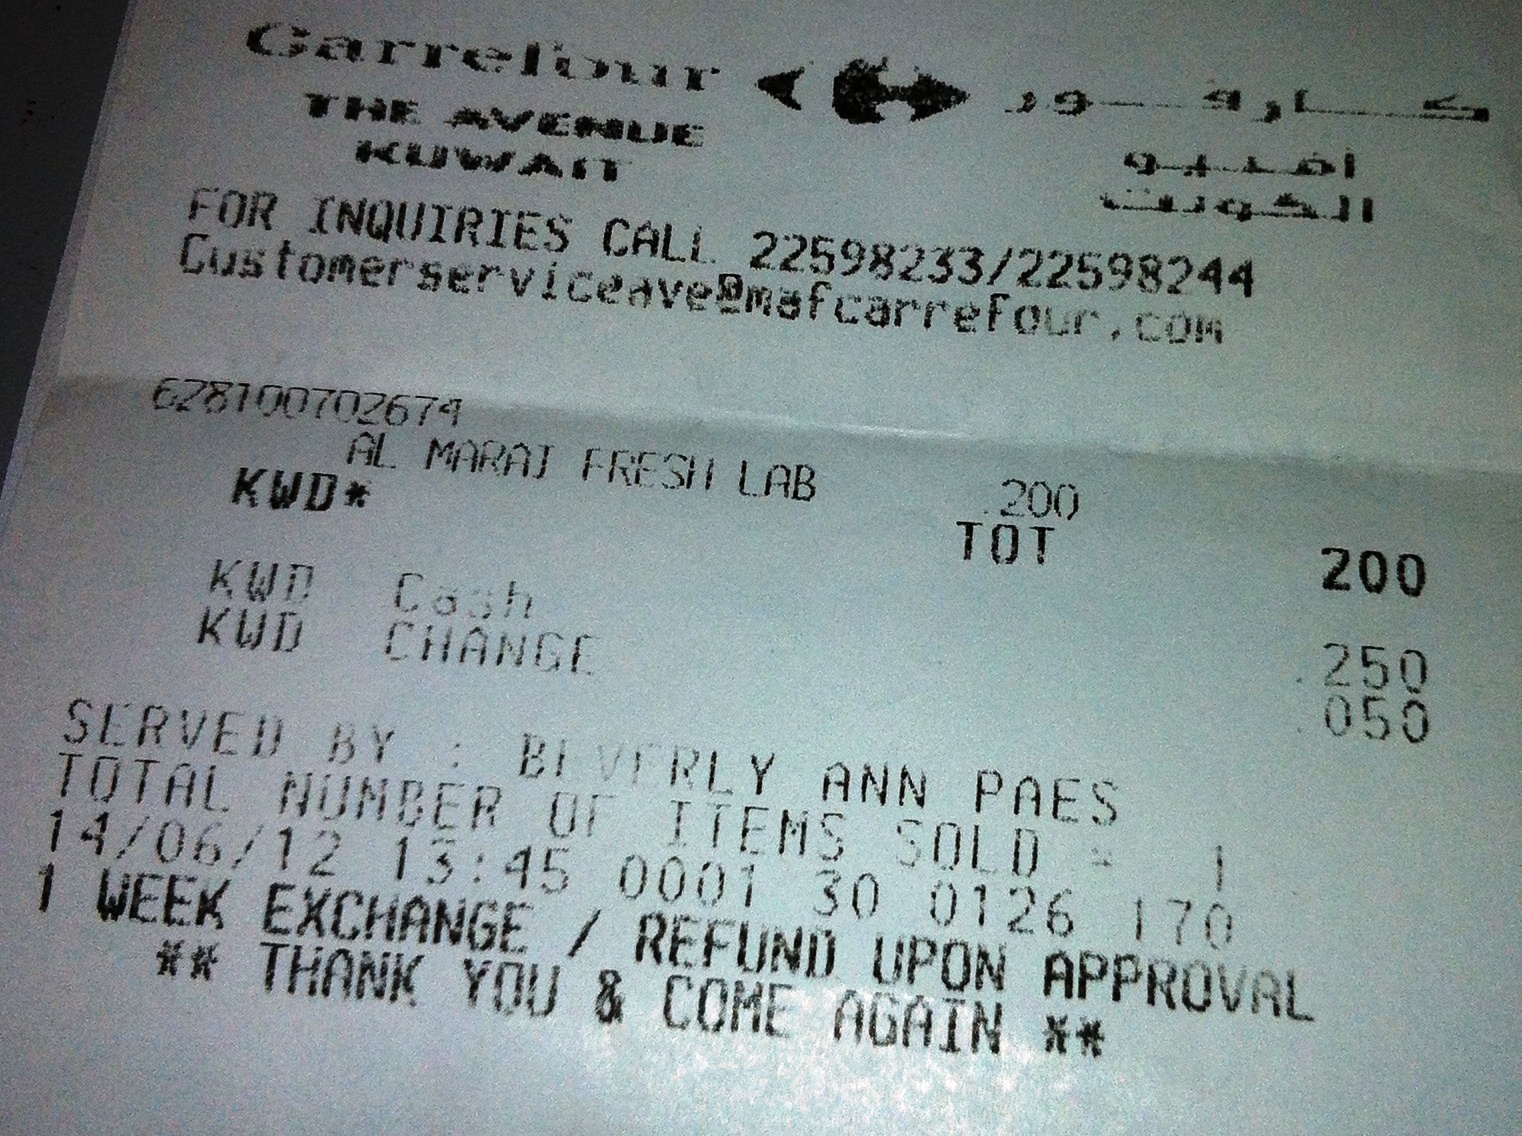 Carrefour كارفور
THE AVENUE افنيو
KUWAIT الكويت
FOR INQUIRIES CALL 22598233/22598244
Customerserviceave@mafcarrefour.com
628100702674
AL MARAI FRESH LAB .200
KWD* TOT 200
KWD Cash .250
KWD CHANGE .050
SERVED BY : BEVERLY ANN PAES
TOTAL NUMBER OF ITEMS SOLD = 1
14/06/12 13:45 0001 30 0126 170
1 WEEK EXCHANGE / REFUND UPON APPROVAL
** THANK YOU & COME AGAIN **